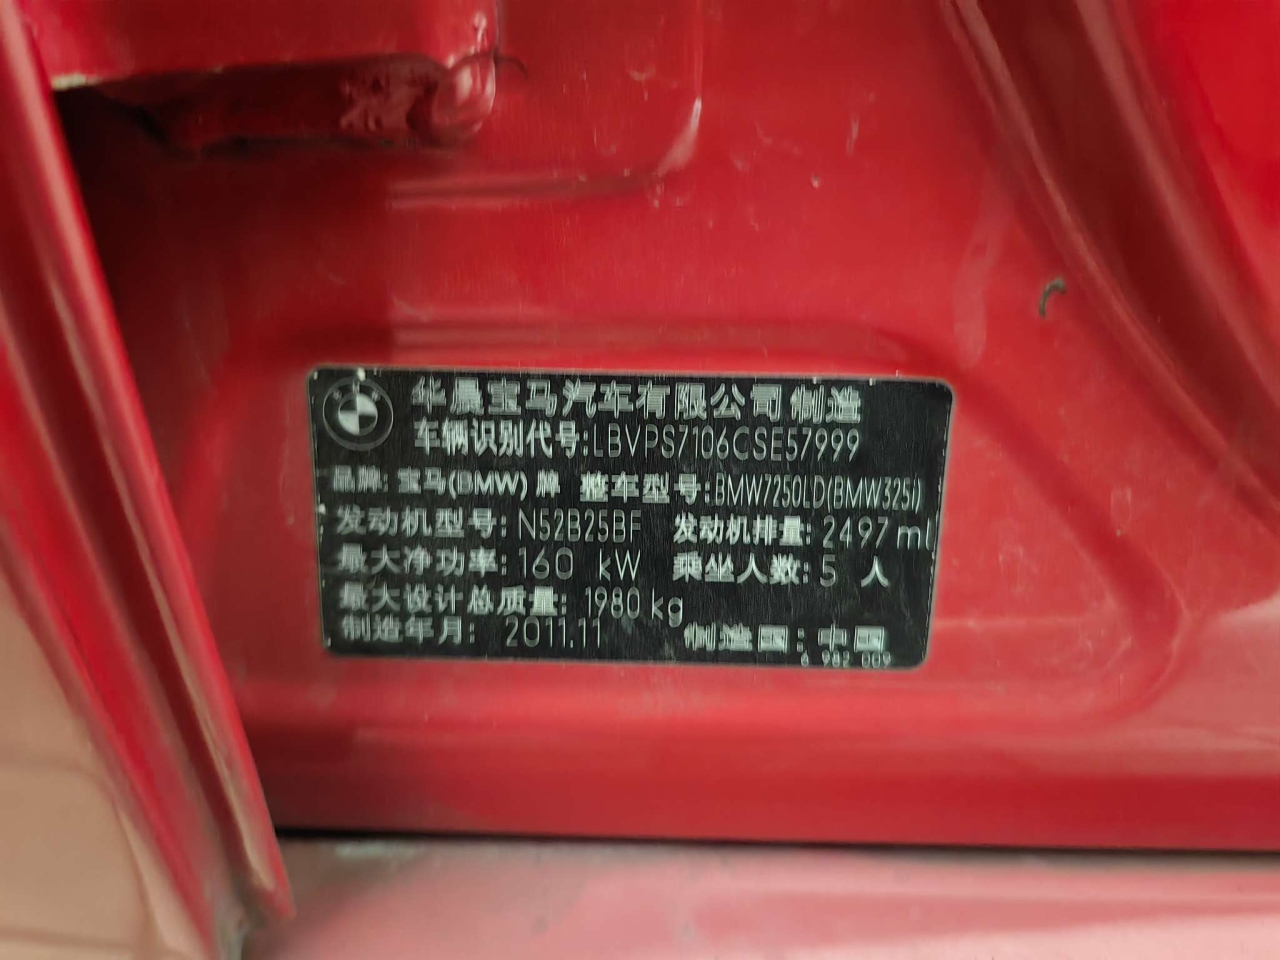 华晨宝马汽车有限公司制造
车辆识别代号:LBVPS7106CSE57999
品牌: 宝马(BMW) 牌 整车型号:BMW7250LD(BMW325i)
发动机型号: N52B25BF 发动机排量: 2497 ml
最大净功率: 160 kW 乘坐人数: 5 人
最大设计总质量: 1980 kg
制造年月: 2011.11 制造国: 中国
6 982 009